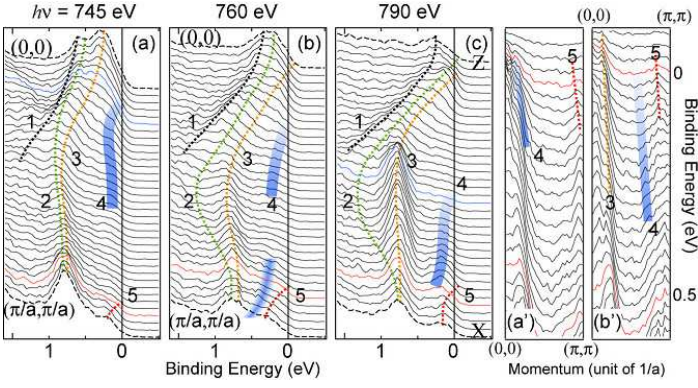 hν = 745 eV
760 eV
790 eV
(0,0)
(π,π)
(0,0)
(a)
(0,0)
(b)
(c)
Z
5
5
0
1
1
1
3
3
3
4
4
4
2
2
2
4
4
3
Binding Energy (eV)
5
5
5
0.5
(π/a,π/a)
(π/a,π/a)
X
(a')
(b')
1
0
1
0
1
0
(0,0)
(π,π)
Binding Energy (eV)
Momentum (unit of 1/a)